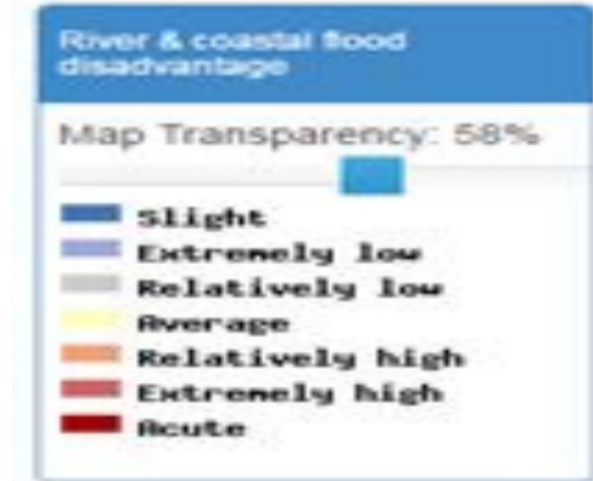 River & coastal flood
disadvantage
Map Transparency: 58%
Slight
Extremely low
Relatively low
Average
Relatively high
Extremely high
Acute